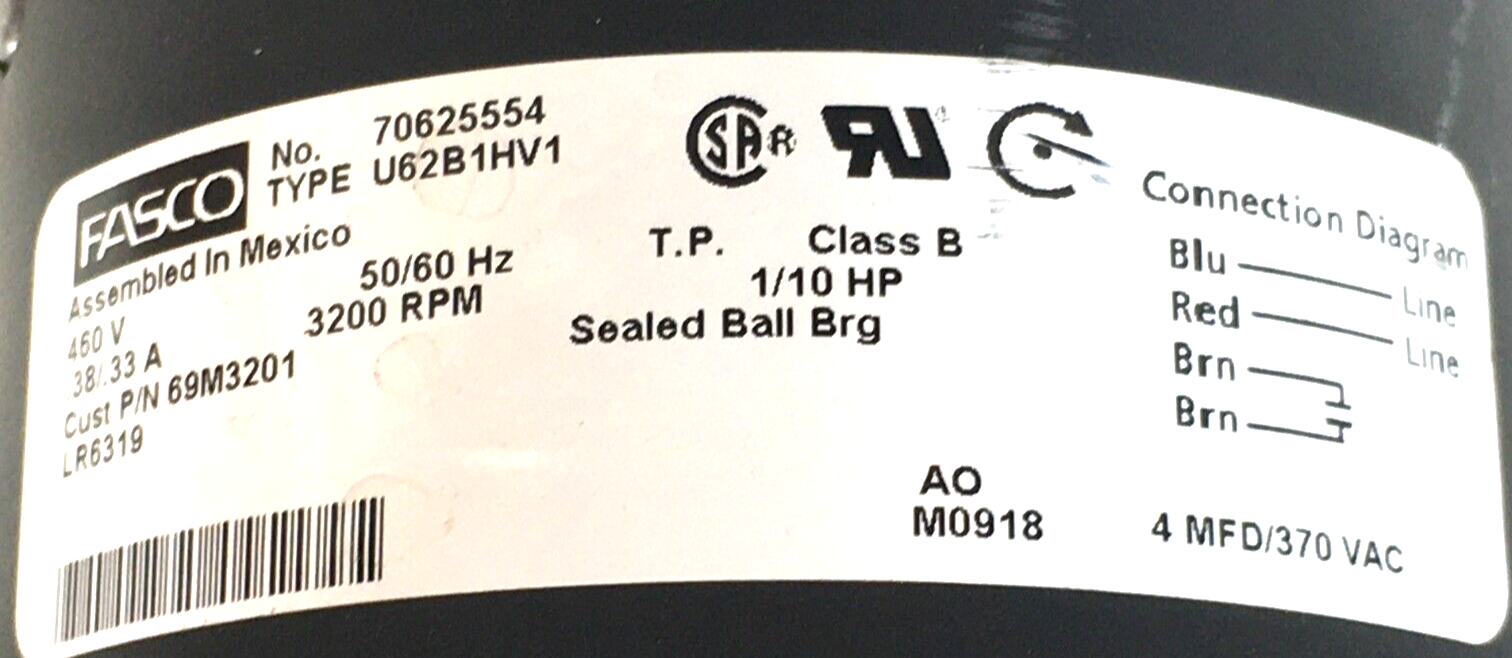 FASCO
No. 70625554
TYPE U62B1HV1
Assembled In Mexico
460 V 50/60 Hz
.38/.33 A 3200 RPM
Cust P/N 69M3201
LR6319
SA R
T.P. Class B
1/10 HP
Sealed Ball Brg
AO
M0918
Connection Diagram
Blu Line
Red Line
Brn
Brn
4 MFD/370 VAC